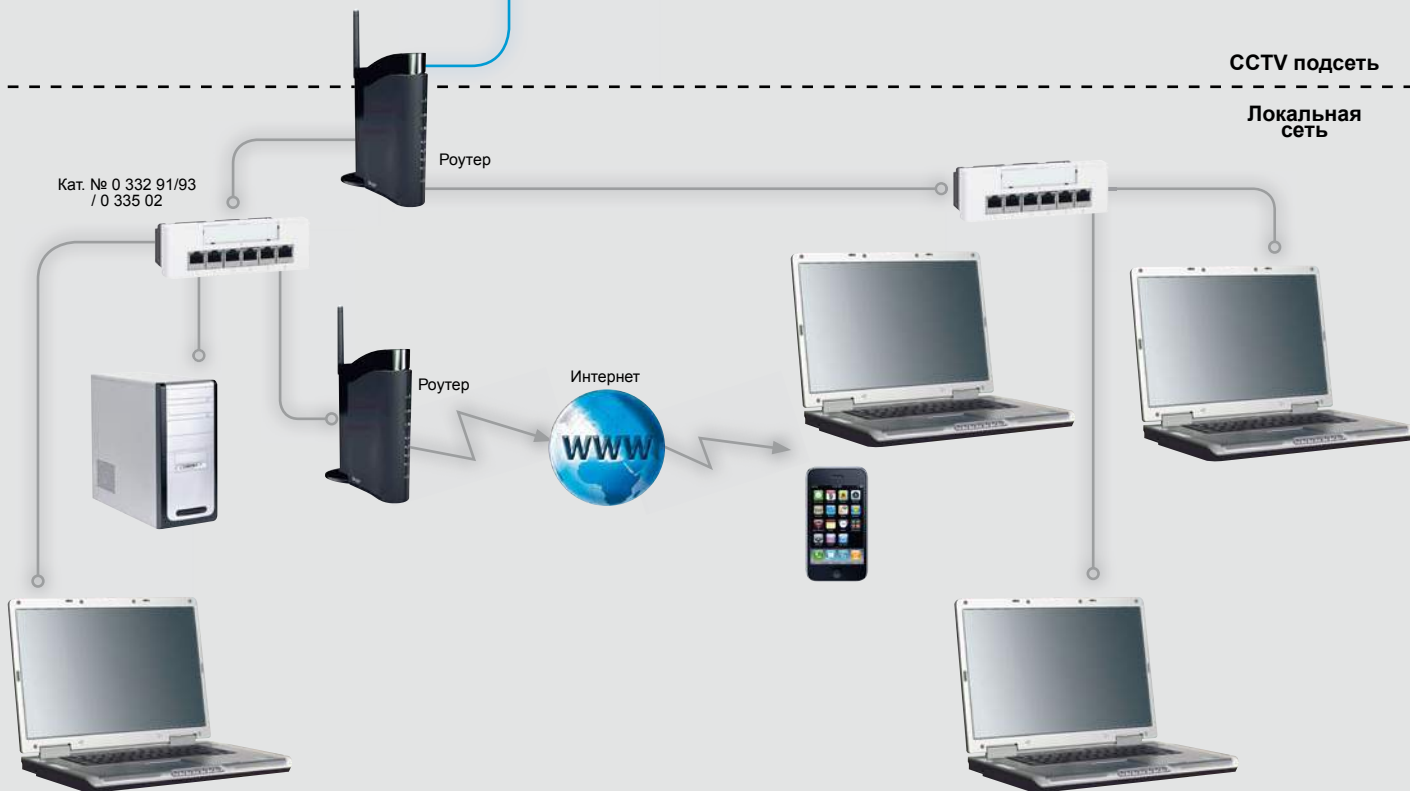 CCTV подсеть
Локальная
сеть
Роутер
Кат. № 0 332 91/93
/ 0 335 02
Роутер
Интернет
WWW